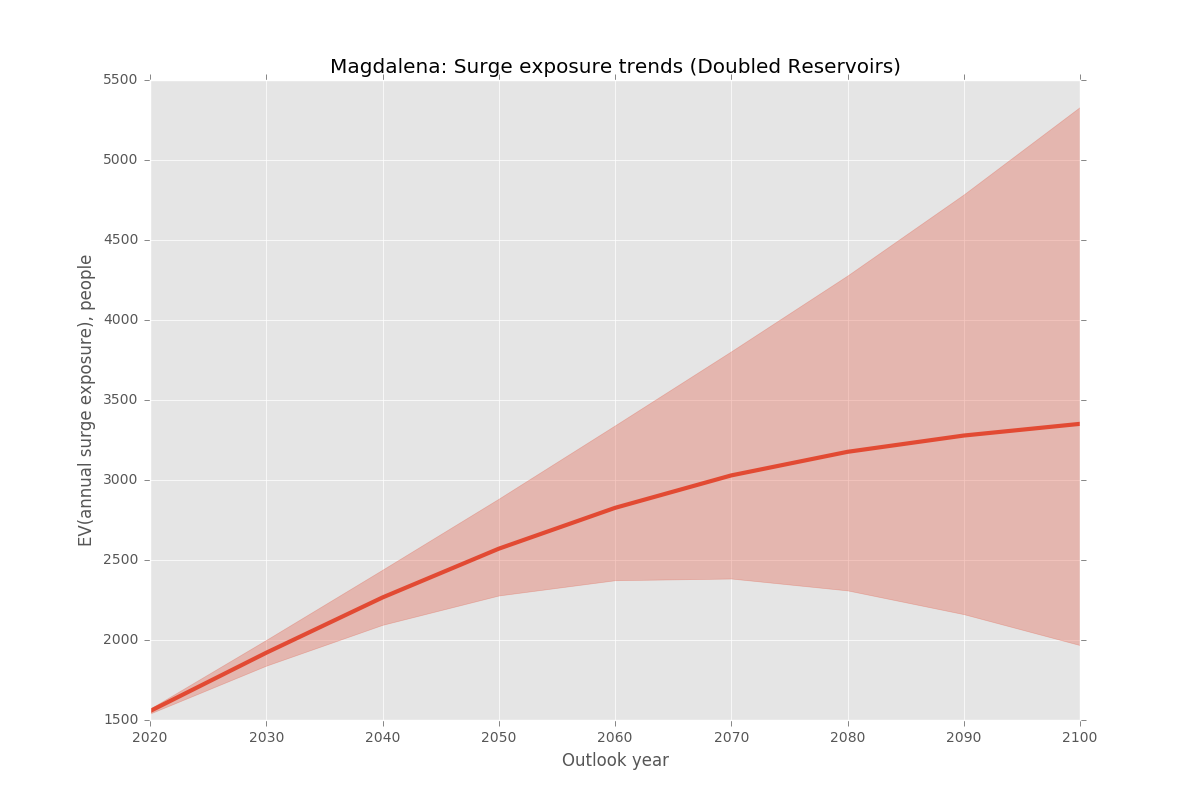 Magdalena: Surge exposure trends (Doubled Reservoirs)
5500
5000
4500
4000
3500
3000
2500
2000
1500
EV(annual surge exposure), people
2020 2030 2040 2050 2060 2070 2080 2090 2100
Outlook year